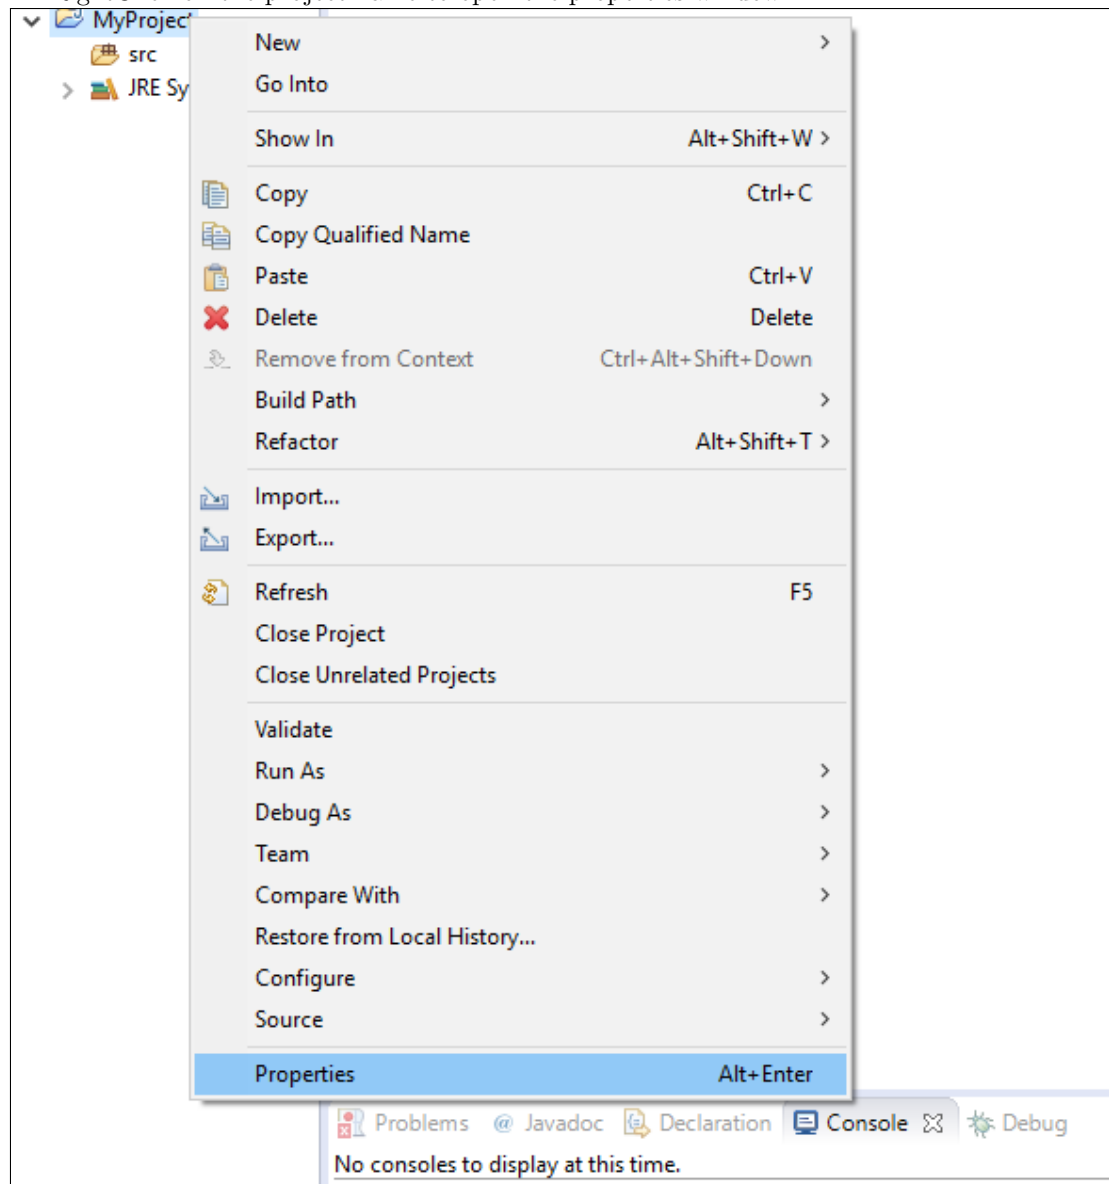 MyProject
src
JRE Sy
New
Go Into
Show In Alt+Shift+W
Copy Ctrl+C
Copy Qualified Name
Paste Ctrl+V
Delete Delete
Remove from Context Ctrl+Alt+Shift+Down
Build Path
Refactor Alt+Shift+T
Import...
Export...
Refresh F5
Close Project
Close Unrelated Projects
Validate
Run As
Debug As
Team
Compare With
Restore from Local History...
Configure
Source
Properties Alt+Enter
Problems @ Javadoc Declaration Console Debug
No consoles to display at this time.